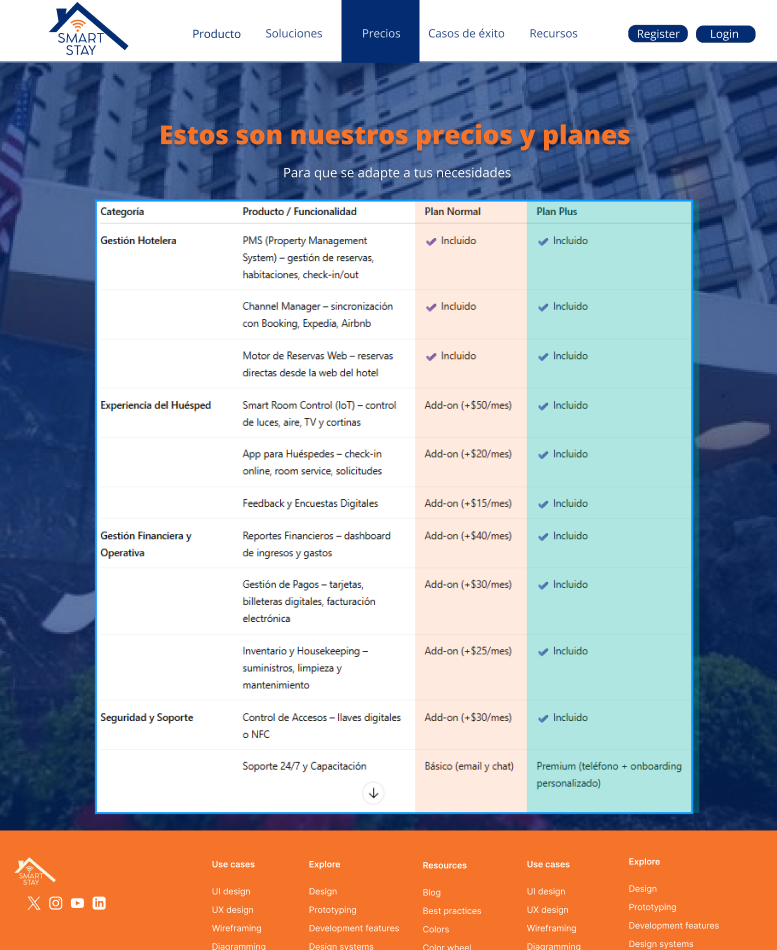 SMART
STAY
Producto Soluciones Precios Casos de éxito Recursos Register Login
Estos son nuestros precios y planes
Para que se adapte a tus necesidades
Categoría Producto / Funcionalidad Plan Normal Plan Plus
Gestión Hotelera PMS (Property Management Incluido Incluido
System) – gestión de reservas,
habitaciones, check-in/out
Channel Manager – sincronización Incluido Incluido
con Booking, Expedia, Airbnb
Motor de Reservas Web – reservas Incluido Incluido
directas desde la web del hotel
Experiencia del Huésped Smart Room Control (IoT) – control Add-on (+$50/mes) Incluido
de luces, aire, TV y cortinas
App para Huéspedes – check-in Add-on (+$20/mes) Incluido
online, room service, solicitudes
Feedback y Encuestas Digitales Add-on (+$15/mes) Incluido
Gestión Financiera y Reportes Financieros – dashboard Add-on (+$40/mes) Incluido
Operativa de ingresos y gastos
Gestión de Pagos – tarjetas, Add-on (+$30/mes) Incluido
billeteras digitales, facturación
electrónica
Inventario y Housekeeping – Add-on (+$25/mes) Incluido
suministros, limpieza y
mantenimiento
Seguridad y Soporte Control de Accesos – llaves digitales Add-on (+$30/mes) Incluido
o NFC
Soporte 24/7 y Capacitación Básico (email y chat) Premium (teléfono + onboarding
personalizado)
SMART
STAY
Use cases Explore Resources Use cases Explore
UI design Design Blog UI design Design
UX design Prototyping Best practices UX design Prototyping
Wireframing Development features Colors Wireframing Development features
Diagramming Design systems Color wheel Diagramming Design systems